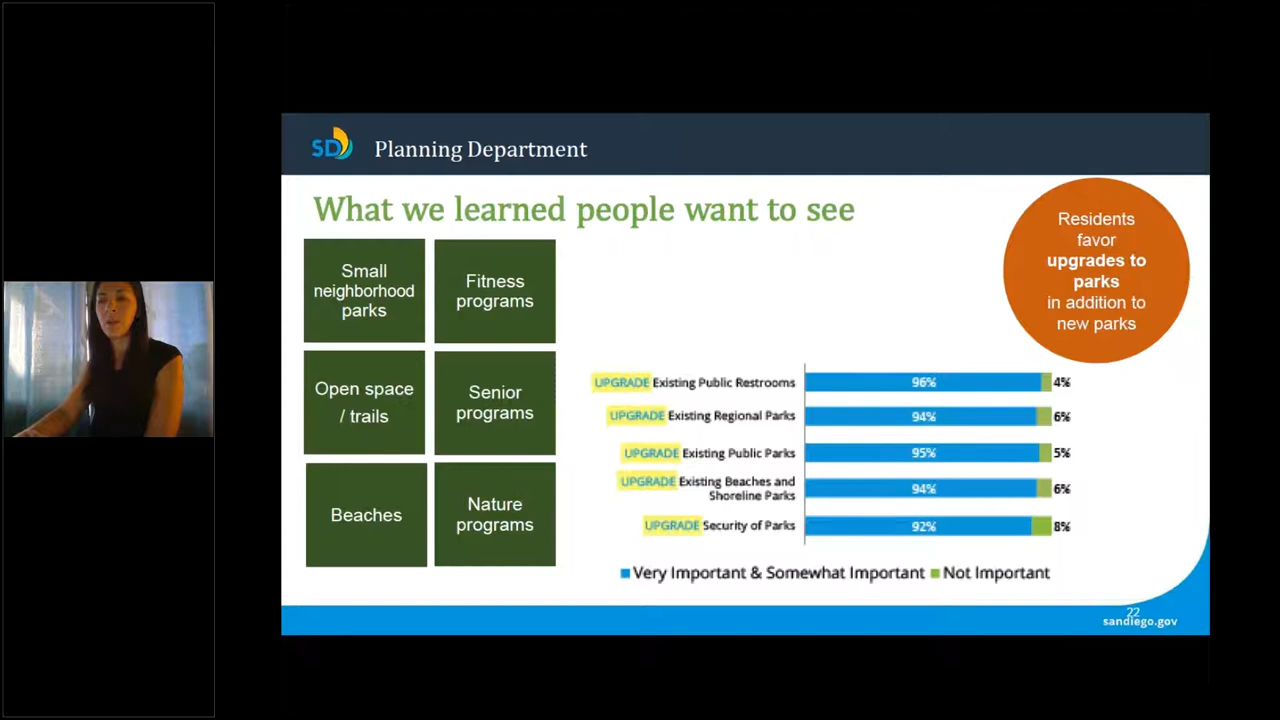 SD
Planning Department
What we learned people want to see
Residents
favor
upgrades to
parks
in addition to
new parks
Small
neighborhood
parks
Fitness
programs
Open space
/ trails
Senior
programs
Beaches
Nature
programs
UPGRADE Existing Public Restrooms 96% 4%
UPGRADE Existing Regional Parks 94% 6%
UPGRADE Existing Public Parks 95% 5%
UPGRADE Existing Beaches and
Shoreline Parks 94% 6%
UPGRADE Security of Parks 92% 8%
Very Important & Somewhat Important Not Important
22
sandiego.gov